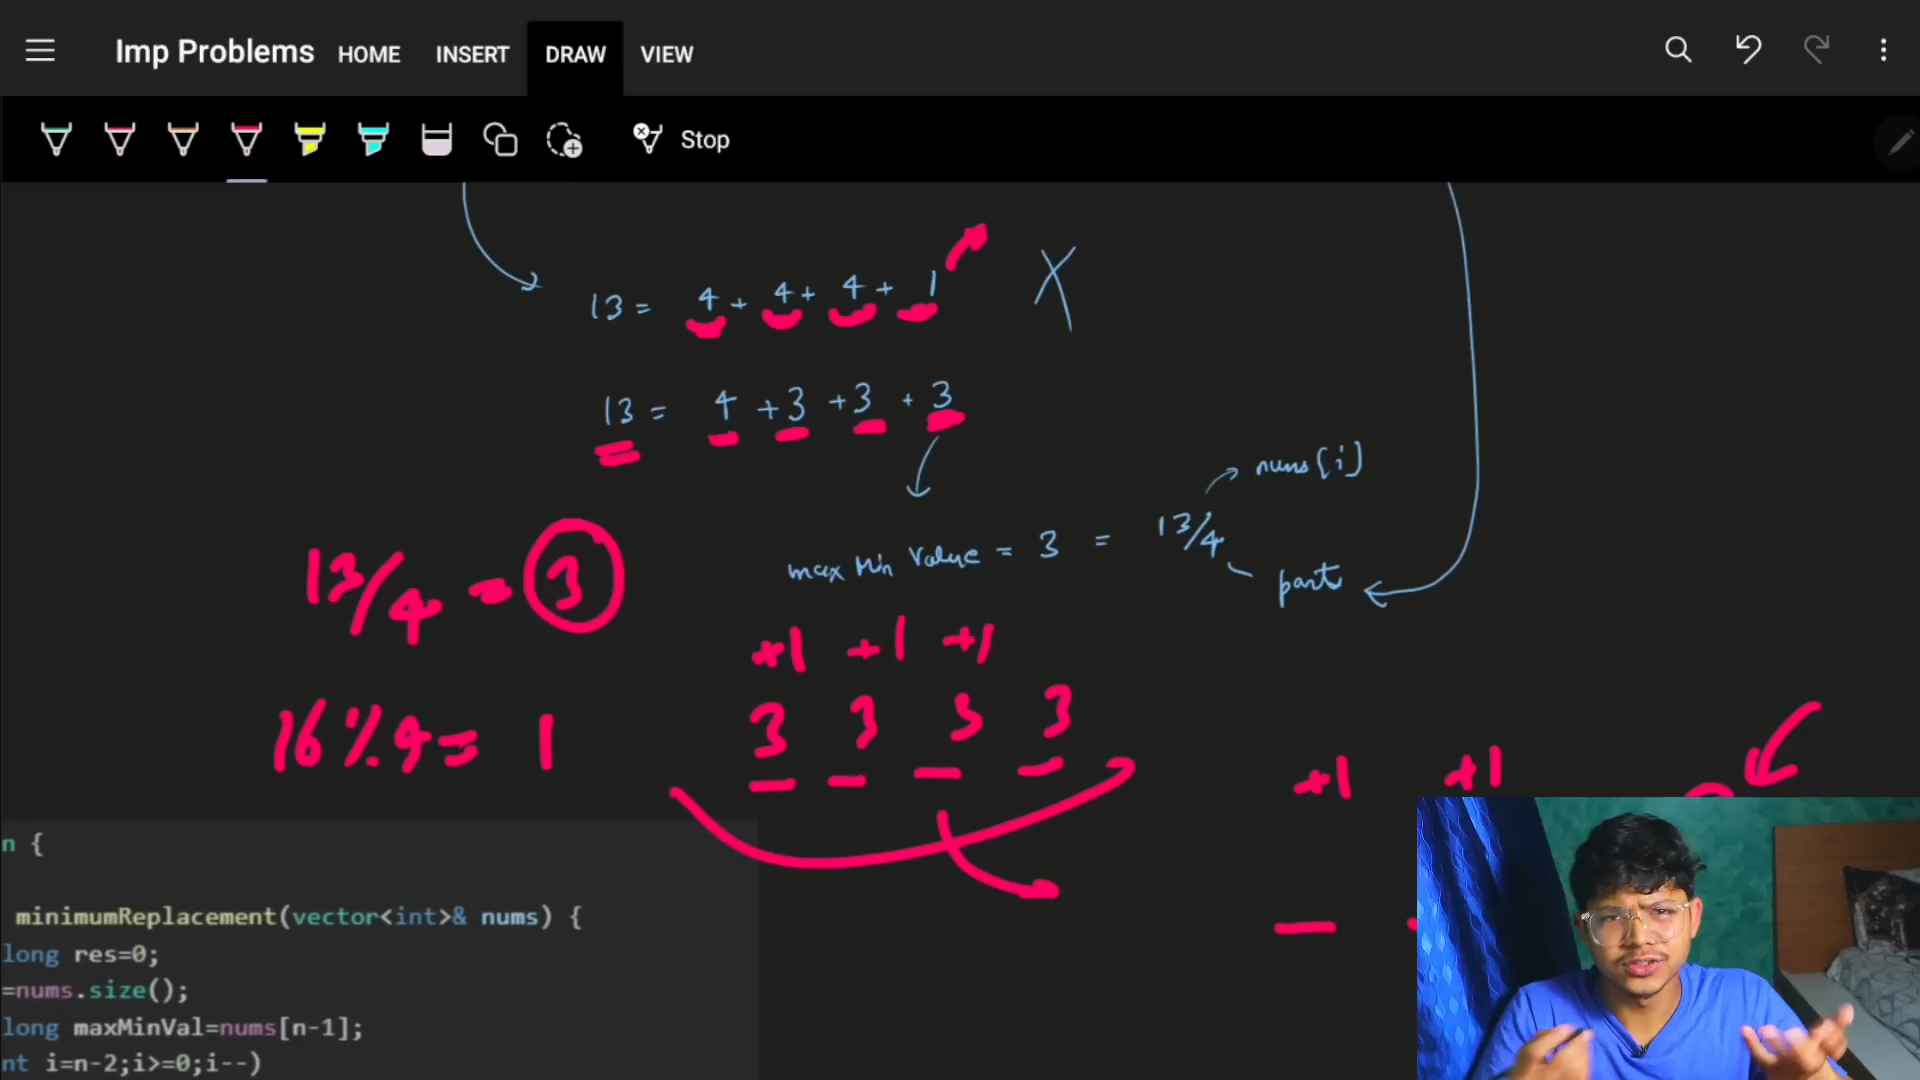 Imp Problems HOME INSERT DRAW VIEW
Stop
13 = 4 + 4 + 4 + 1 X
13 = 4 + 3 + 3 + 3
nums[i]
max Min Value = 3 = 13/4
part
13/4 = 3
+1 +1 +1
16%4 = 1
3 3 3 3
+1 +1
n {
minimumReplacement(vector<int>& nums) {
long res=0;
=nums.size();
long maxMinVal=nums[n-1];
nt i=n-2;i>=0;i--)